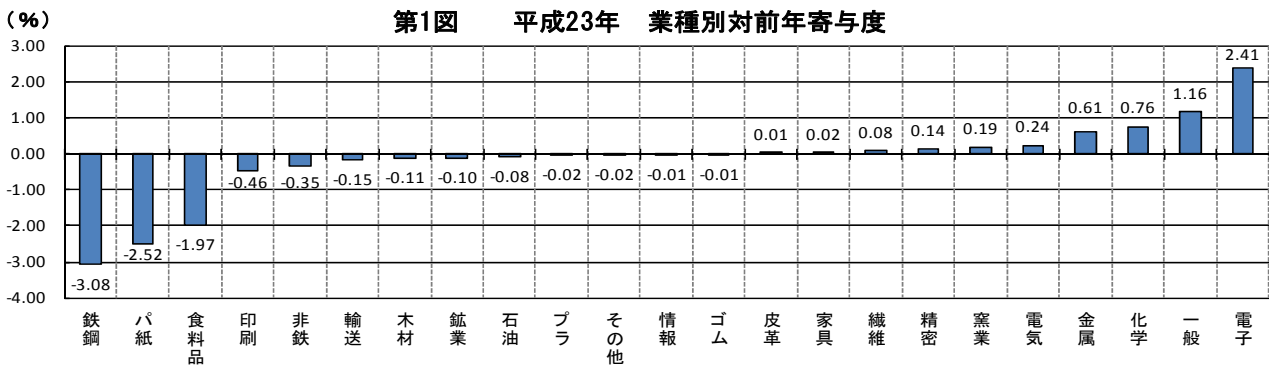 (%)
第1図 平成23年 業種別対前年寄与度
3.00
2.00
1.00
0.00
-1.00
-2.00
-3.00
-4.00
-3.08
-2.52
-1.97
-0.46
-0.35
-0.15
-0.11
-0.10
-0.08
-0.02
-0.02
-0.01
-0.01
0.01
0.02
0.08
0.14
0.19
0.24
0.61
0.76
1.16
2.41
鉄鋼
パ紙
食料品
印刷
非鉄
輸送
木材
鉱業
石油
プラ
その他
情報
ゴム
皮革
家具
繊維
精密
窯業
電気
金属
化学
一般
電子